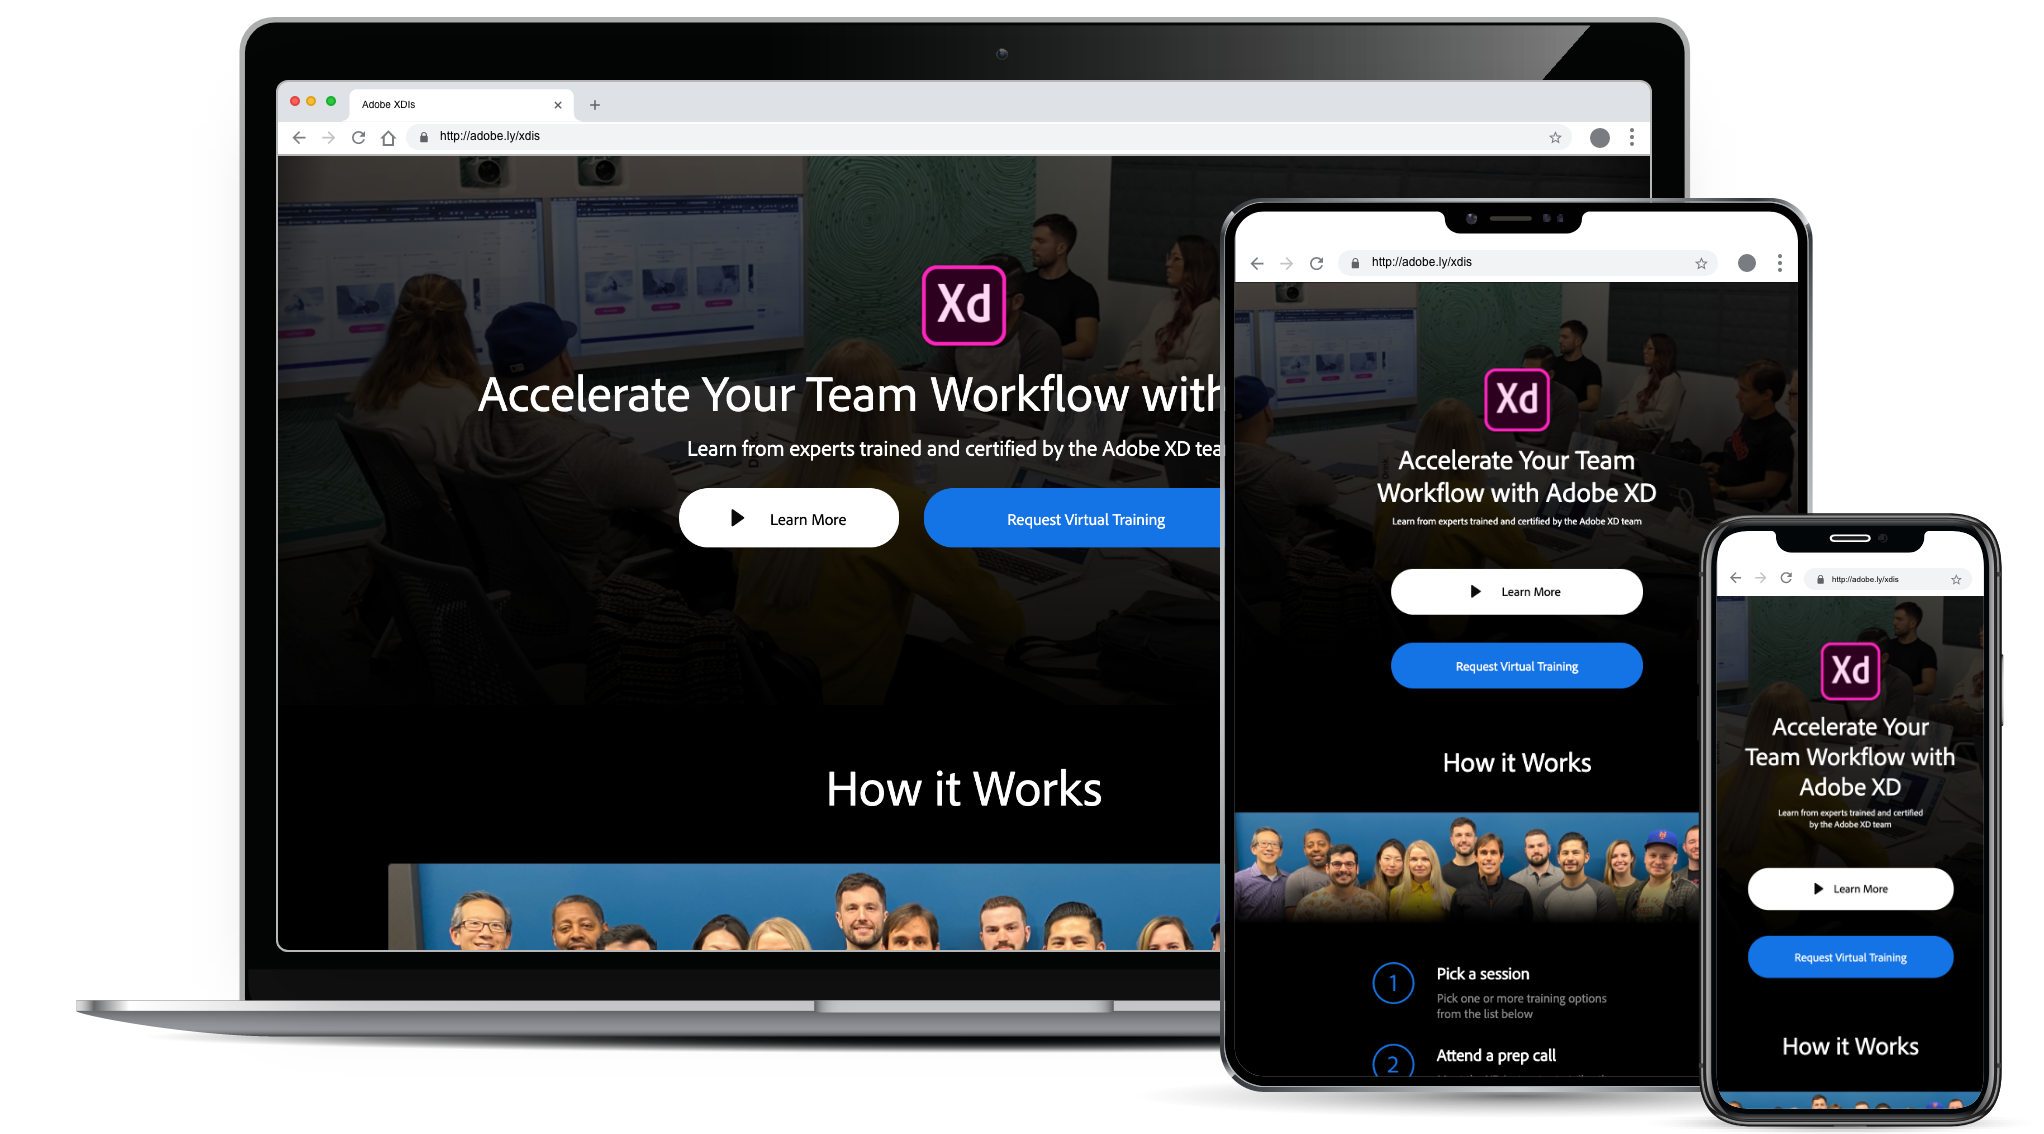 Adobe XDIs
http://adobe.ly/xdis
Xd
Accelerate Your Team Workflow with
Learn from experts trained and certified by the Adobe XD
Learn More
Request Virtual Training
How it Works
http://adobe.ly/xdis
Xd
Accelerate Your Team
Workflow with Adobe XD
Learn from experts trained and certified by the Adobe XD team
Learn More
Request Virtual Training
How it Works
1
Pick a session
Pick one or more training options
from the list below
2
Attend a prep call
http://adobe.ly/xdis
Xd
Accelerate Your
Team Workflow with
Adobe XD
Learn from experts trained and certified
by the Adobe XD team
Learn More
Request Virtual Training
How it Works